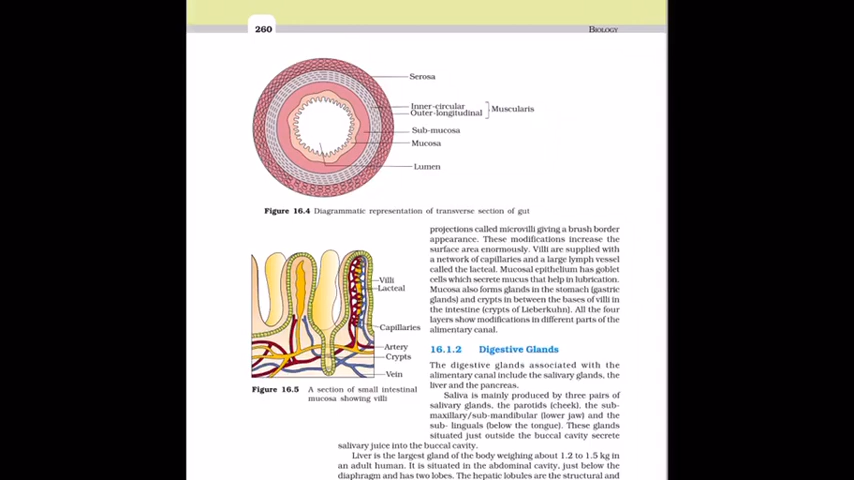 260
BIOLOGY
Serosa
Inner-circular
Outer-longitudinal
Muscularis
Sub-mucosa
Mucosa
Lumen
Figure 16.4 Diagrammatic representation of transverse section of gut
projections called microvilli giving a brush border
appearance. These modifications increase the
surface area enormously. Villi are supplied with
a network of capillaries and a large lymph vessel
called the lacteal. Mucosal epithelium has goblet
cells which secrete mucus that help in lubrication.
Mucosa also forms glands in the stomach (gastric
glands) and crypts in between the bases of villi in
the intestine (crypts of Lieberkuhn). All the four
layers show modifications in different parts of the
alimentary canal.
Villi
Lacteal
Capillaries
Artery
Crypts
Vein
Figure 16.5 A section of small intestinal
mucosa showing villi
16.1.2 Digestive Glands
The digestive glands associated with the
alimentary canal include the salivary glands, the
liver and the pancreas.
Saliva is mainly produced by three pairs of
salivary glands, the parotids (cheek), the sub-
maxillary/sub-mandibular (lower jaw) and the
sub- linguals (below the tongue). These glands
situated just outside the buccal cavity secrete
salivary juice into the buccal cavity.
Liver is the largest gland of the body weighing about 1.2 to 1.5 kg in
an adult human. It is situated in the abdominal cavity, just below the
diaphragm and has two lobes. The hepatic lobules are the structural and